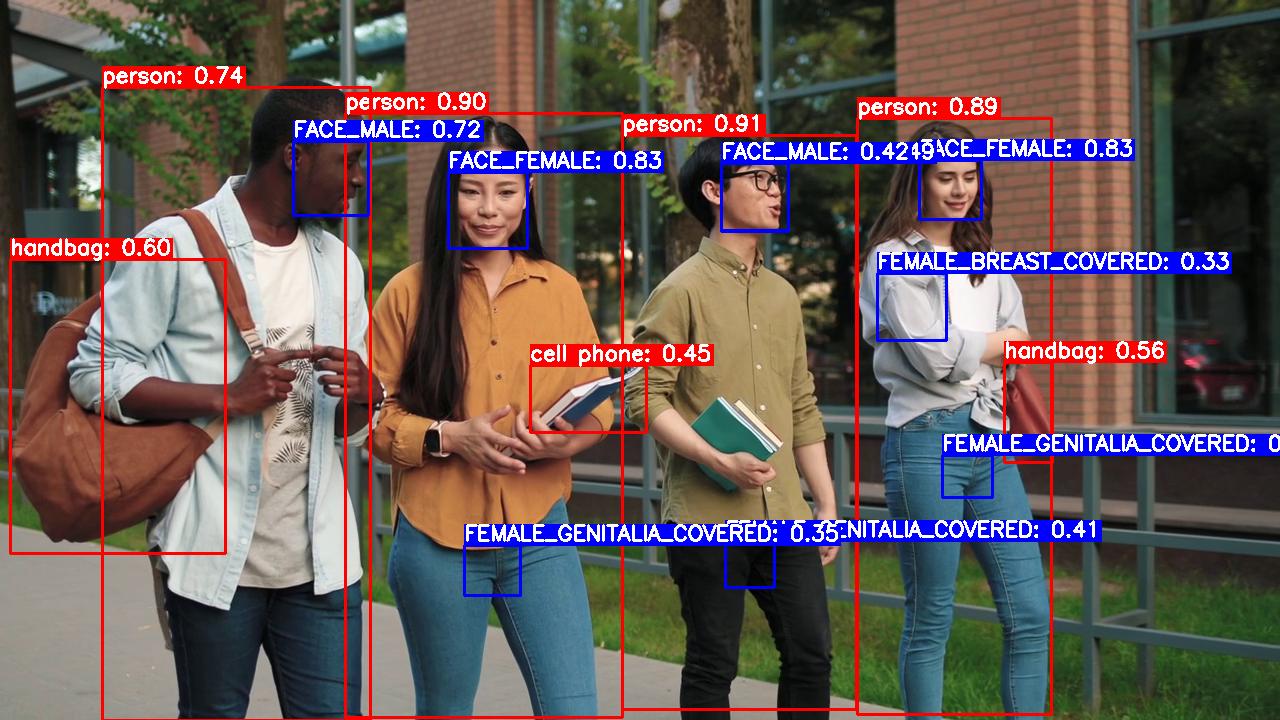 person: 0.74
person: 0.90
person: 0.89
person: 0.91
FACE_MALE: 0.72
FACE_FEMALE: 0.83
FACE_MALE: 0.4249
FACE_FEMALE: 0.83
handbag: 0.60
FEMALE_BREAST_COVERED: 0.33
cell phone: 0.45
handbag: 0.56
FEMALE_GENITALIA_COVERED: 0
FEMALE_GENITALIA_COVERED: 0.35
GENITALIA_COVERED: 0.41